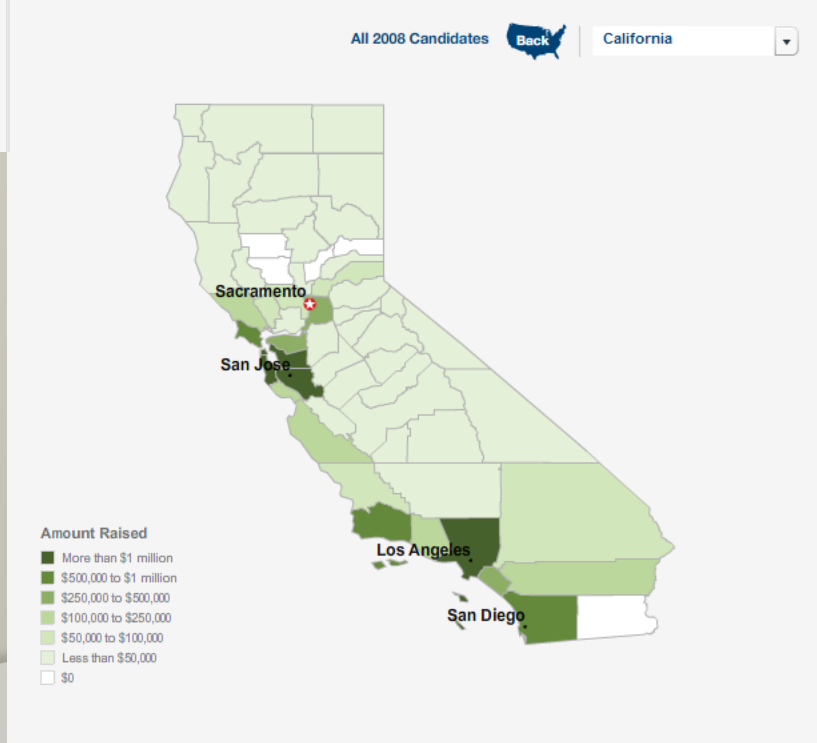 All 2008 Candidates
Back
California
Sacramento
San Jose
Los Angeles
San Diego
Amount Raised
More than $1 million
$500,000 to $1 million
$250,000 to $500,000
$100,000 to $250,000
$50,000 to $100,000
Less than $50,000
$0